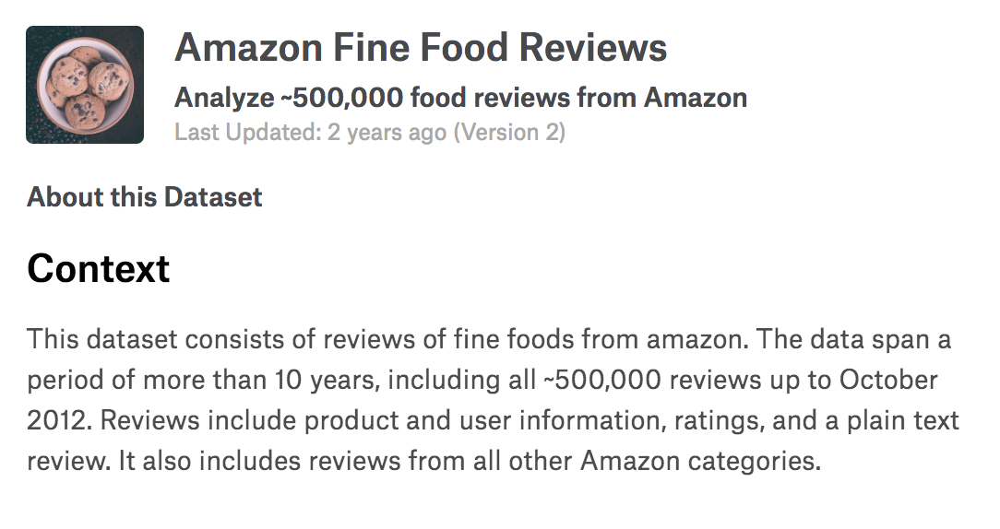 Amazon Fine Food Reviews
Analyze ~500,000 food reviews from Amazon
Last Updated: 2 years ago (Version 2)
About this Dataset
Context
This dataset consists of reviews of fine foods from amazon. The data span a
period of more than 10 years, including all ~500,000 reviews up to October
2012. Reviews include product and user information, ratings, and a plain text
review. It also includes reviews from all other Amazon categories.